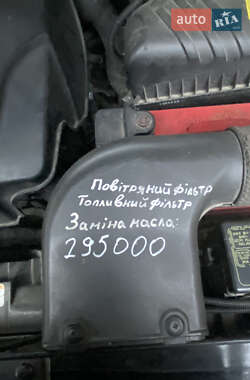 auto.RIA
Повітряний фільтр
Топливний фільтр
Заміна масла:
295000